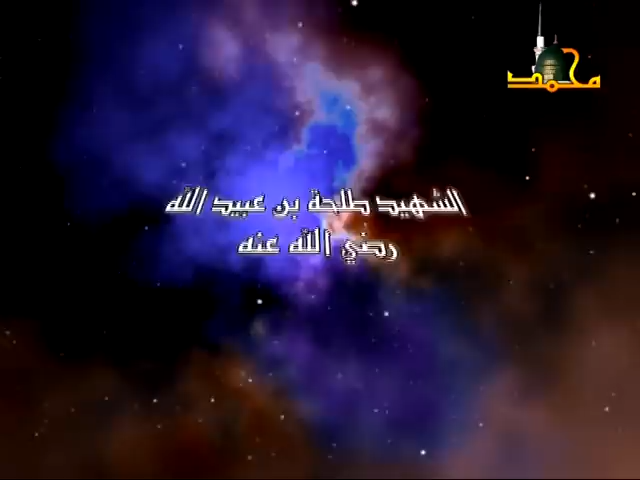 محمد
الشهيد طلحة بن عبيد الله
رضي الله عنه